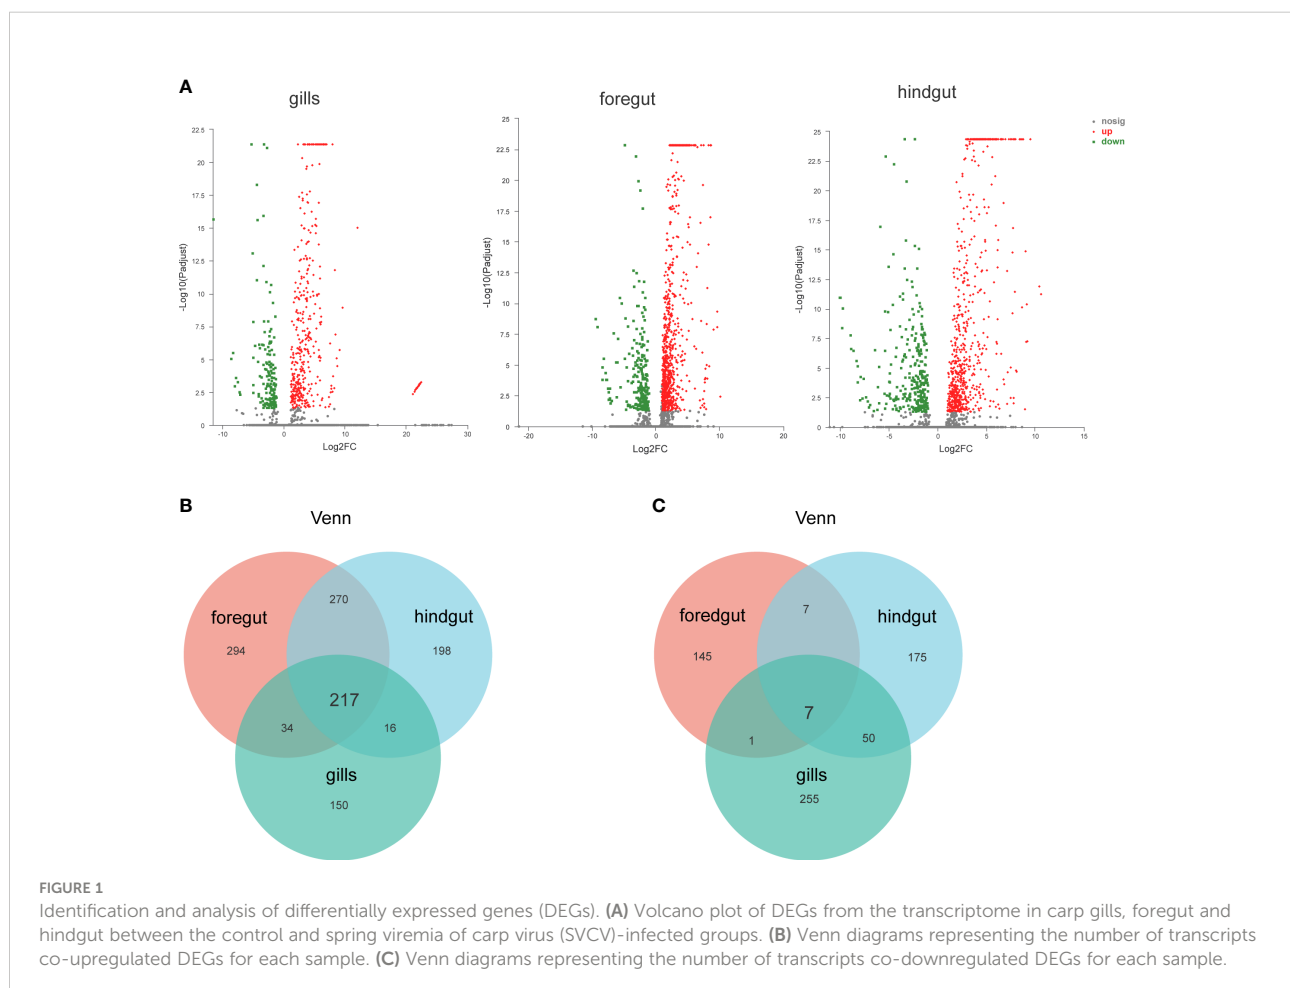 A
gills
foregut
hindgut
nosig
up
down
22.5
20
17.5
15
12.5
10
7.5
5
2.5
0
-Log10(Padjust)
-10
0
10
20
30
Log2FC
25
22.5
20
17.5
15
12.5
10
7.5
5
2.5
0
-Log10(Padjust)
-20
-10
0
10
20
Log2FC
25
22.5
20
17.5
15
12.5
10
7.5
5
2.5
0
-Log10(Padjust)
-10
-5
0
5
10
15
Log2FC
B
Venn
foregut
294
270
hindgut
198
217
34
16
gills
150
C
Venn
foredgut
145
7
hindgut
175
7
1
50
gills
255
FIGURE 1
Identification and analysis of differentially expressed genes (DEGs). (A) Volcano plot of DEGs from the transcriptome in carp gills, foregut and
hindgut between the control and spring viremia of carp virus (SVCV)-infected groups. (B) Venn diagrams representing the number of transcripts
co-upregulated DEGs for each sample. (C) Venn diagrams representing the number of transcripts co-downregulated DEGs for each sample.